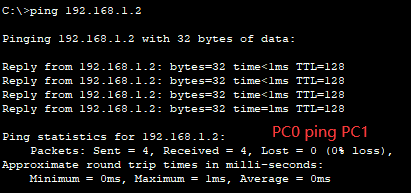 C:\>ping 192.168.1.2
Pinging 192.168.1.2 with 32 bytes of data:
Reply from 192.168.1.2: bytes=32 time<1ms TTL=128
Reply from 192.168.1.2: bytes=32 time<1ms TTL=128
Reply from 192.168.1.2: bytes=32 time<1ms TTL=128
Reply from 192.168.1.2: bytes=32 time=1ms TTL=128
Ping statistics for 192.168.1.2:
PC0 ping PC1
Packets: Sent = 4, Received = 4, Lost = 0 (0% loss),
Approximate round trip times in milli-seconds:
Minimum = 0ms, Maximum = 1ms, Average = 0ms